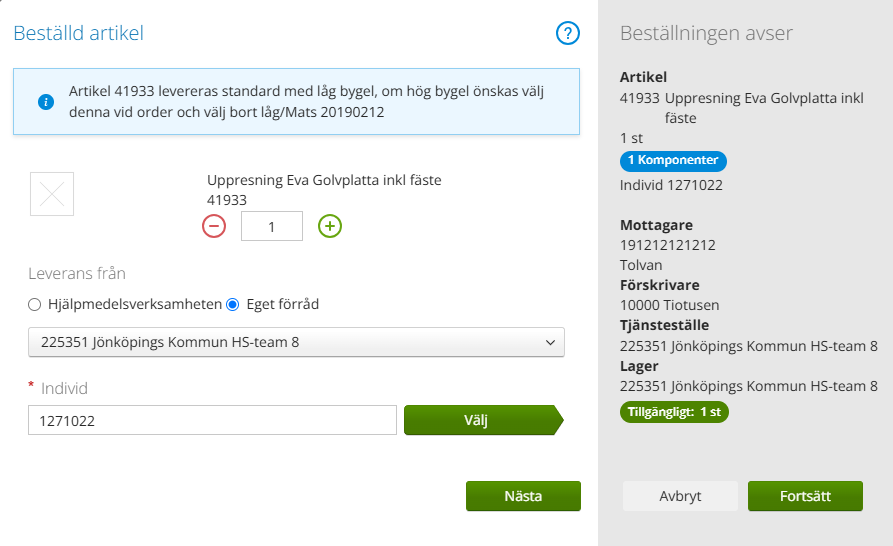 Beställd artikel
?
i
Artikel 41933 levereras standard med låg bygel, om hög bygel önskas välj
denna vid order och välj bort låg/Mats 20190212
Uppresning Eva Golvplatta inkl fäste
41933
1
Leverans från
Hjälpmedelsverksamheten Eget förråd
225351 Jönköpings Kommun HS-team 8
* Individ
1271022 Välj
Nästa
Beställningen avser
Artikel
41933 Uppresning Eva Golvplatta inkl
fäste
1 st
1 Komponenter
Individ 1271022
Mottagare
191212121212
Tolvan
Förskrivare
10000 Tiotusen
Tjänsteställe
225351 Jönköpings Kommun HS-team 8
Lager
225351 Jönköpings Kommun HS-team 8
Tillgängligt: 1 st
Avbryt Fortsätt